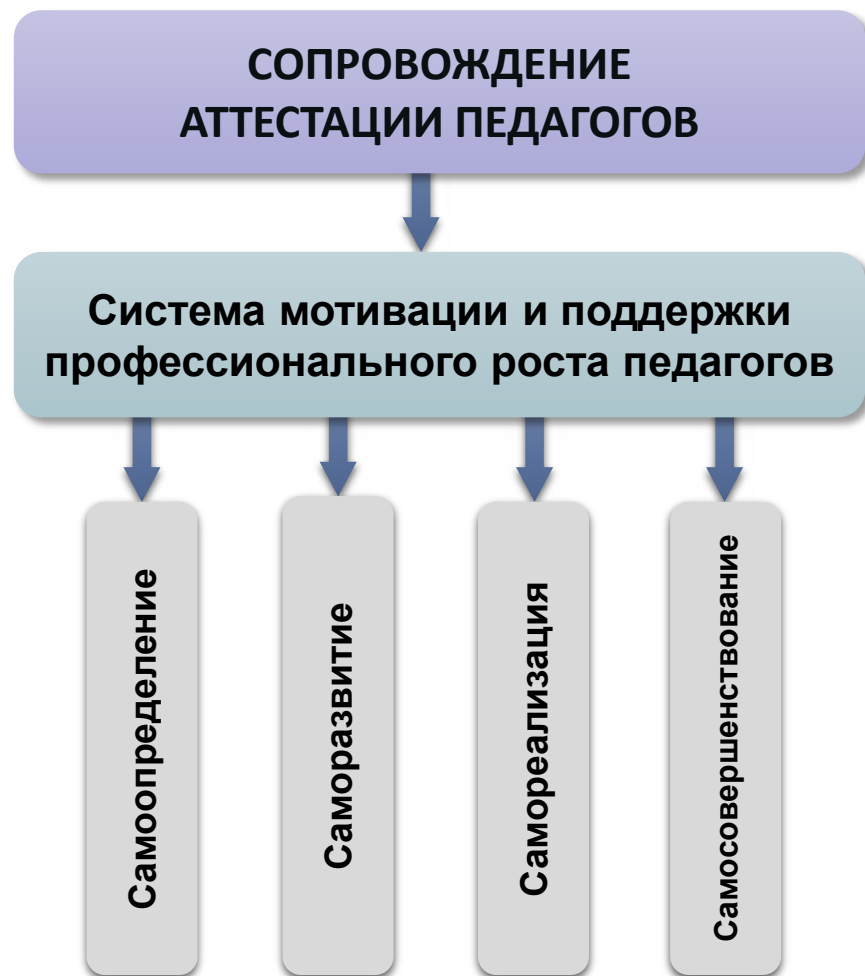 СОПРОВОЖДЕНИЕ
АТТЕСТАЦИИ ПЕДАГОГОВ
Система мотивации и поддержки
профессионального роста педагогов
Самоопределение
Саморазвитие
Самореализация
Самосовершенствование